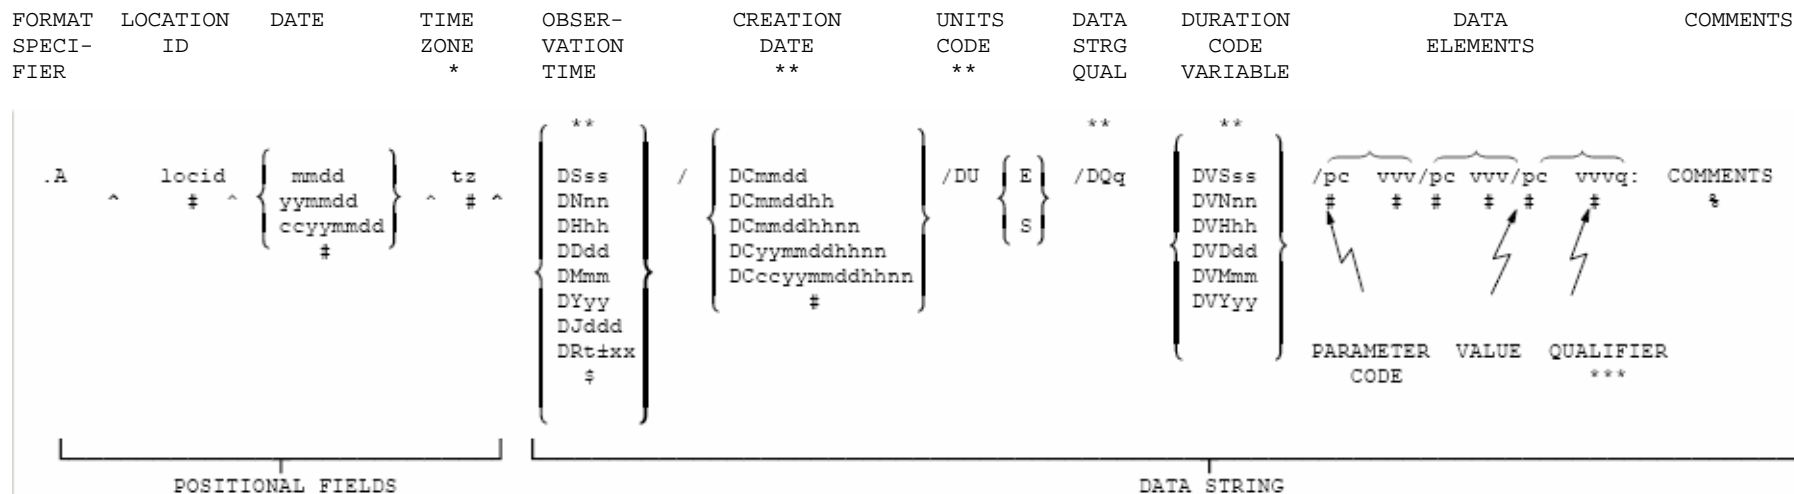 FORMAT LOCATION DATE TIME OBSER- CREATION UNITS DATA DURATION DATA COMMENTS
SPECI- ID ZONE VATION DATE CODE STRG CODE ELEMENTS
FIER * TIME ** ** QUAL VARIABLE
** ** **
.A locid mmdd tz DSss / DCmmdd /DU E /DQq DVSss /pc vvv/pc vvv/pc vvvq: COMMENTS
^ ‡ ^ yymmdd ^ ‡ ^ DNnn DCmmddhh DVNnn ‡ ‡ ‡ ‡ ‡ ‡ %
ccyymmdd DHhh DCmmddhhnn S DVHhh
‡ DDdd DCyymmddhhnn DVDdd
DMmm DCccyymmddhhnn DVMmm
DYyy ‡ DVYyy
DJddd
DRt±xx PARAMETER VALUE QUALIFIER
$ CODE ***
POSITIONAL FIELDS DATA STRING